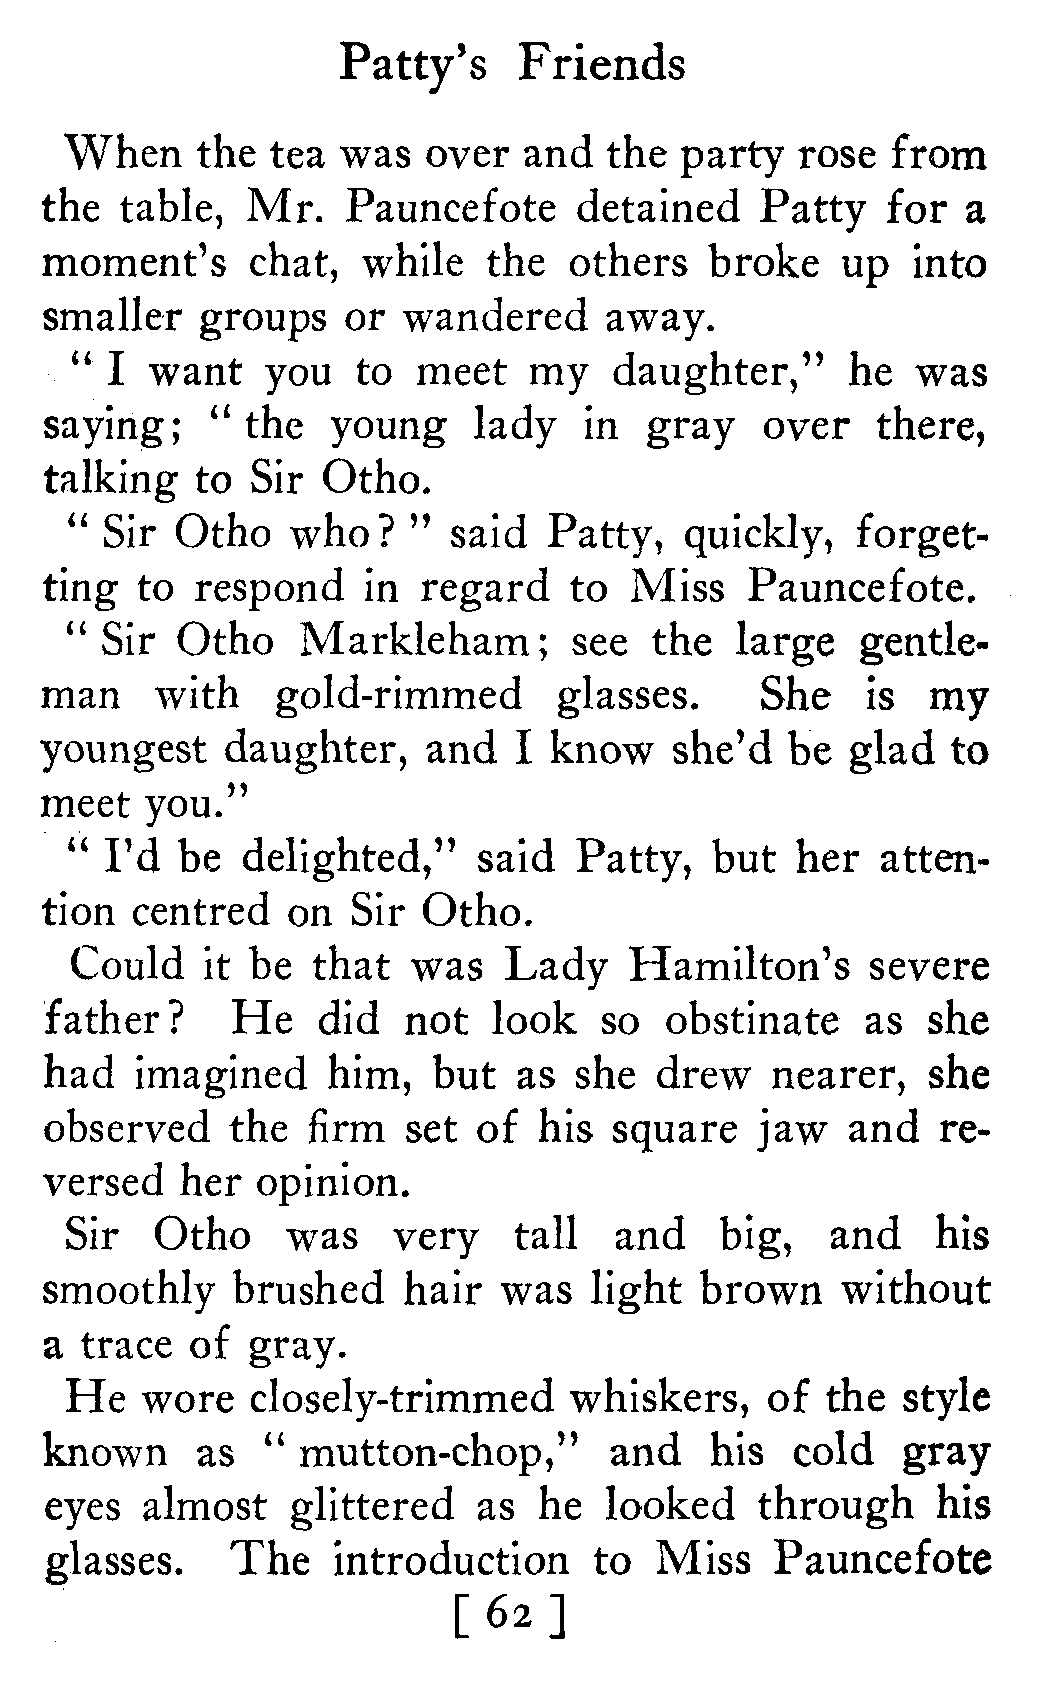 Patty's Friends
When the tea was over and the party rose from
the table, Mr. Pauncefote detained Patty for a
moment's chat, while the others broke up into
smaller groups or wandered away.
" I want you to meet my daughter," he was
saying; " the young lady in gray over there,
talking to Sir Otho.
" Sir Otho who? " said Patty, quickly, forget-
ting to respond in regard to Miss Pauncefote.
" Sir Otho Markleham; see the large gentle-
man with gold-rimmed glasses. She is my
youngest daughter, and I know she'd be glad to
meet you."
" I'd be delighted," said Patty, but her atten-
tion centred on Sir Otho.
Could it be that was Lady Hamilton's severe
father? He did not look so obstinate as she
had imagined him, but as she drew nearer, she
observed the firm set of his square jaw and re-
versed her opinion.
Sir Otho was very tall and big, and his
smoothly brushed hair was light brown without
a trace of gray.
He wore closely-trimmed whiskers, of the style
known as " mutton-chop," and his cold gray
eyes almost glittered as he looked through his
glasses. The introduction to Miss Pauncefote
[ 62 ]